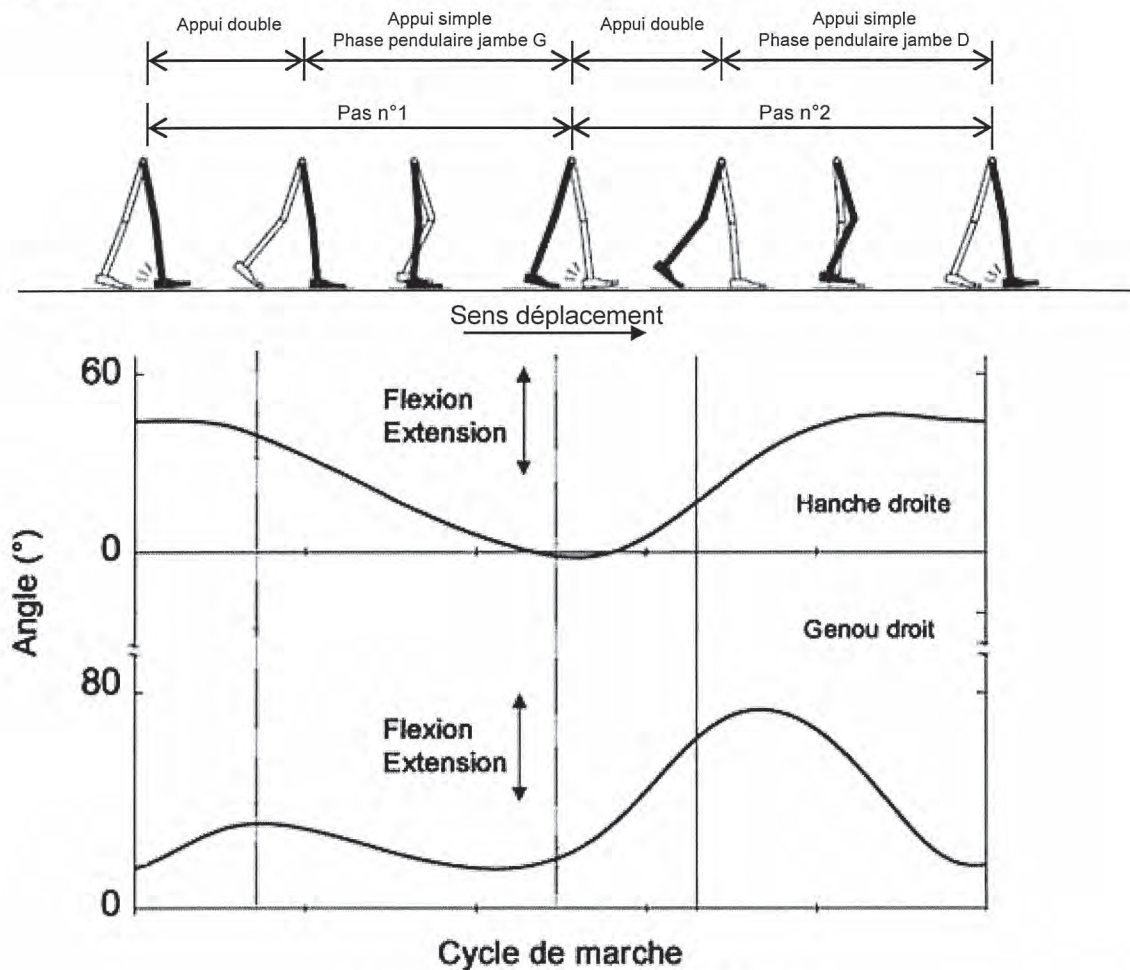 Appui double
Appui simple
Phase pendulaire jambe G
Appui double
Appui simple
Phase pendulaire jambe D
Pas n°1
Pas n°2
Sens déplacement
60
Flexion
Extension
Hanche droite
0
Angle (°)
Genou droit
80
Flexion
Extension
0
Cycle de marche